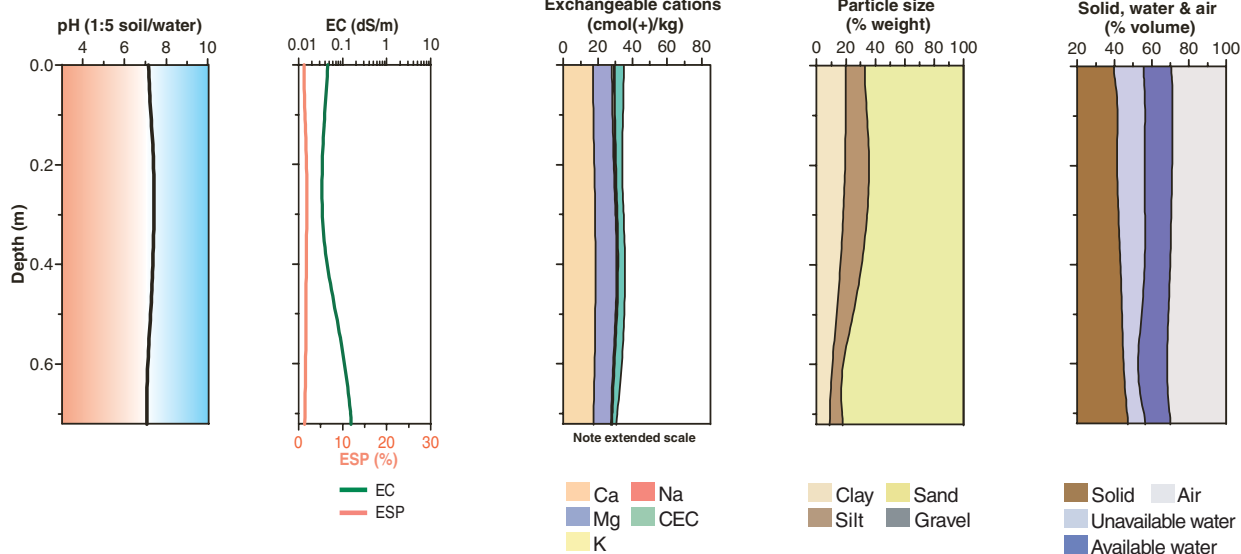 pH (1:5 soil/water)
4 6 8 10
Depth (m)
0.0
0.2
0.4
0.6
EC (dS/m)
0.01 0.1 1 10
0 10 20 30
ESP (%)
EC
ESP
Exchangeable cations
(cmol(+)/kg)
0 20 40 60 80
Note extended scale
Ca Na
Mg CEC
K
Particle size
(% weight)
0 20 40 60 80 100
Clay Sand
Silt Gravel
Solid, water & air
(% volume)
20 40 60 80 100
Solid Air
Unavailable water
Available water